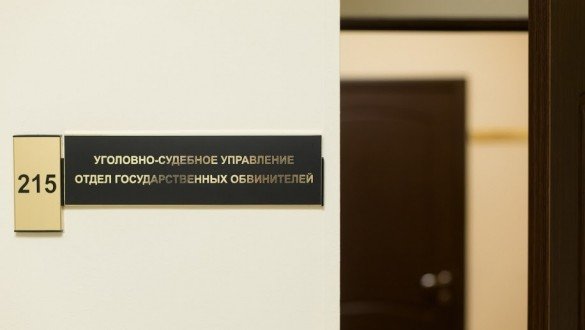 215
УГОЛОВНО-СУДЕБНОЕ УПРАВЛЕНИЕ
ОТДЕЛ ГОСУДАРСТВЕННЫХ ОБВИНИТЕЛЕЙ